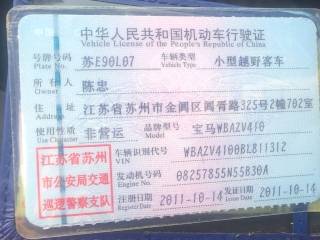 中华人民共和国机动车行驶证
Vehicle License of the People's Republic of China
号牌号码 Plate No. 苏E90L07 车辆类型 Vehicle Type 小型越野客车
所有人 Owner 陈忠
住址 Address 江苏省苏州市金阊区阊胥路325号2幢702室
使用性质 Use Character 非营运 品牌型号 Model 宝马WBAZV410
江苏省苏州市公安局交通巡逻警察支队
车辆识别代号 VIN WBAZV4100BL811312
发动机号码 Engine No. 08257855N55B30A
注册日期 Register Date 2011-10-14 发证日期 Issue Date 2011-10-14